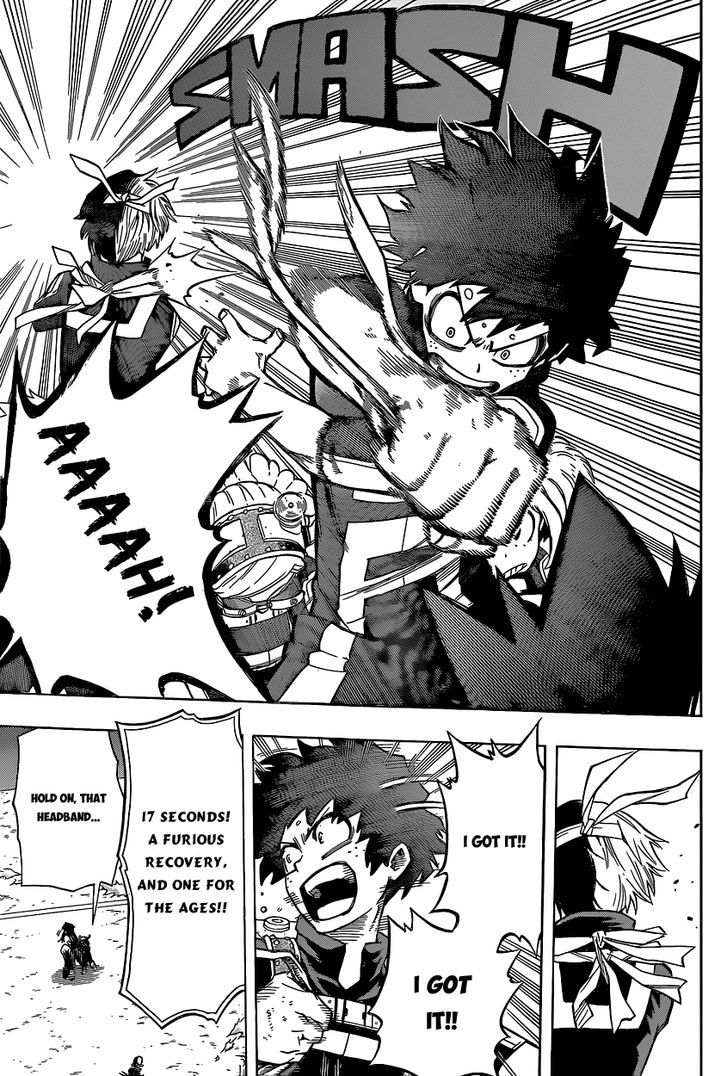 SMASH
AAAAH!
I GOT IT!!
I GOT
IT!!
17 SECONDS!
A FURIOUS
RECOVERY,
AND ONE FOR
THE AGES!!
HOLD ON, THAT
HEADBAND...